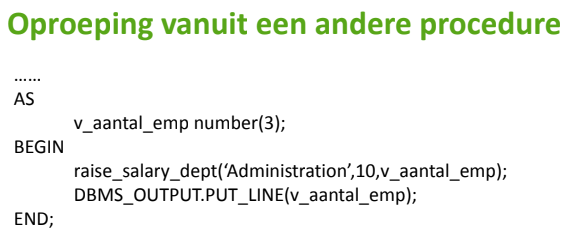 Oproeping vanuit een andere procedure
……
AS
v_aantal_emp number(3);
BEGIN
raise_salary_dept(‘Administration’,10,v_aantal_emp);
DBMS_OUTPUT.PUT_LINE(v_aantal_emp);
END;